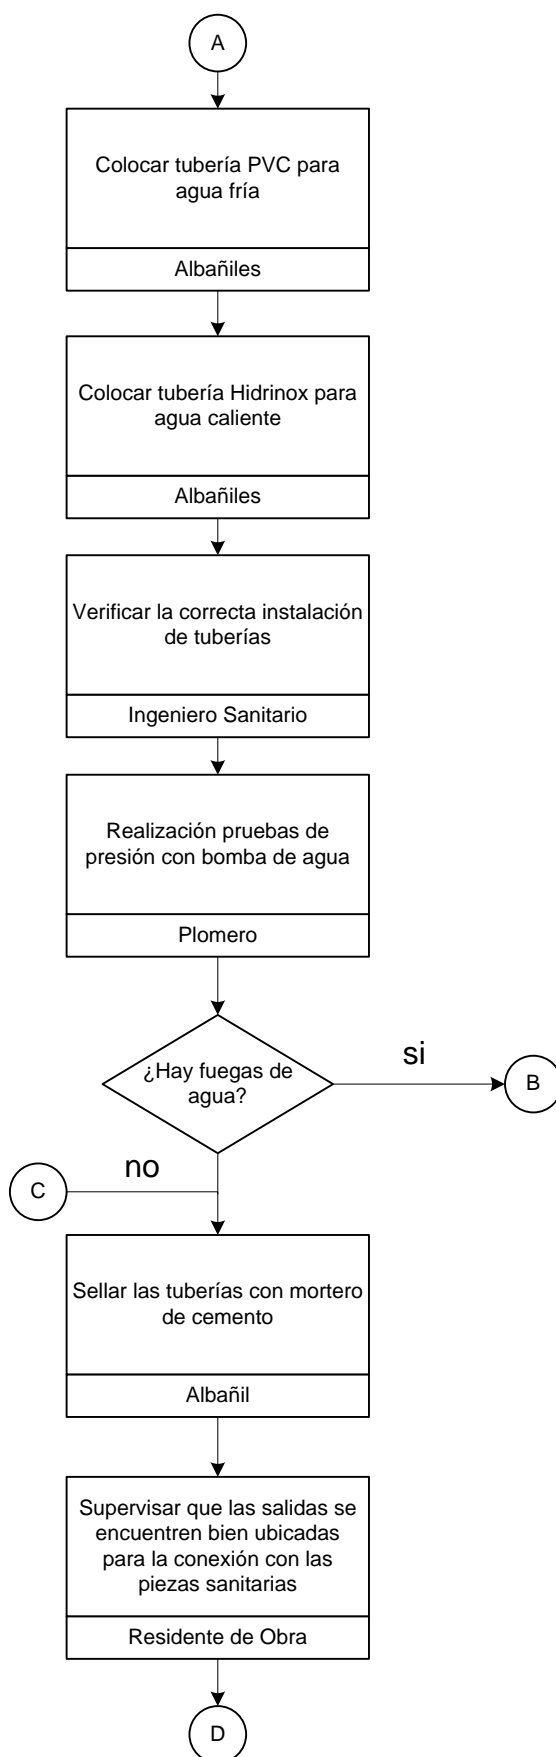 A
Colocar tubería PVC para
agua fría
Albañiles
Colocar tubería Hidrinox para
agua caliente
Albañiles
Verificar la correcta instalación
de tuberías
Ingeniero Sanitario
Realización pruebas de
presión con bomba de agua
Plomero
¿Hay fuegas de
agua?
si
B
no
C
Sellar las tuberías con mortero
de cemento
Albañil
Supervisar que las salidas se
encuentren bien ubicadas
para la conexión con las
piezas sanitarias
Residente de Obra
D